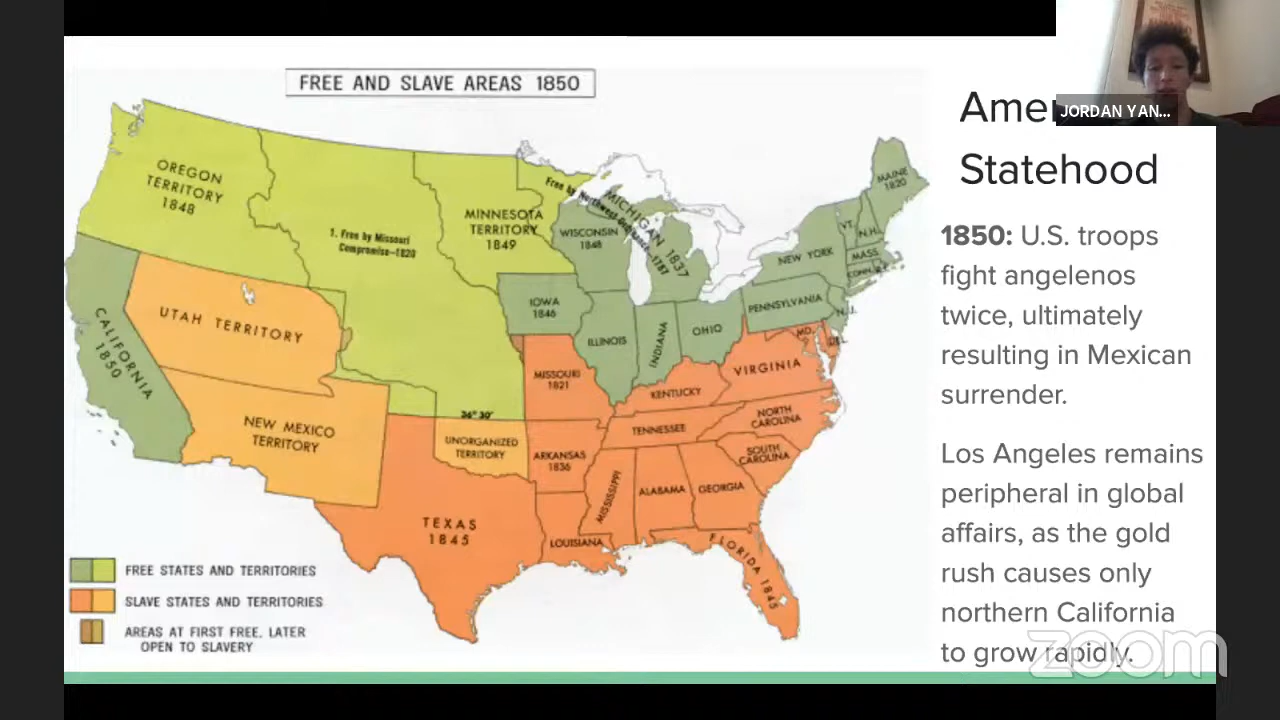 FREE AND SLAVE AREAS 1850
Ame
JORDAN YAN...
Statehood
1850: U.S. troops
fight angelenos
twice, ultimately
resulting in Mexican
surrender.
Los Angeles remains
peripheral in global
affairs, as the gold
rush causes only
northern California
to grow rapidly.
zoom
OREGON
TERRITORY
1848
1. Free by Missouri
Compromise-1820
MINNESOTA
TERRITORY
1849
Free by Northwest Ordinance-1787
WISCONSIN
1848
MICHIGAN 1837
MAINE
1820
VT.
N.H.
MASS.
CONN.
NEW YORK
PENNSYLVANIA
N.J.
MD.
DEL.
IOWA
1846
ILLINOIS
INDIANA
OHIO
CALIFORNIA
1850
UTAH TERRITORY
NEW MEXICO
TERRITORY
36° 30'
UNORGANIZED
TERRITORY
MISSOURI
1821
KENTUCKY
VIRGINIA
TENNESSEE
NORTH
CAROLINA
SOUTH
CAROLINA
ARKANSAS
1836
MISSISSIPPI
ALABAMA
GEORGIA
TEXAS
1845
LOUISIANA
FLORIDA 1845
FREE STATES AND TERRITORIES
SLAVE STATES AND TERRITORIES
AREAS AT FIRST FREE, LATER
OPEN TO SLAVERY